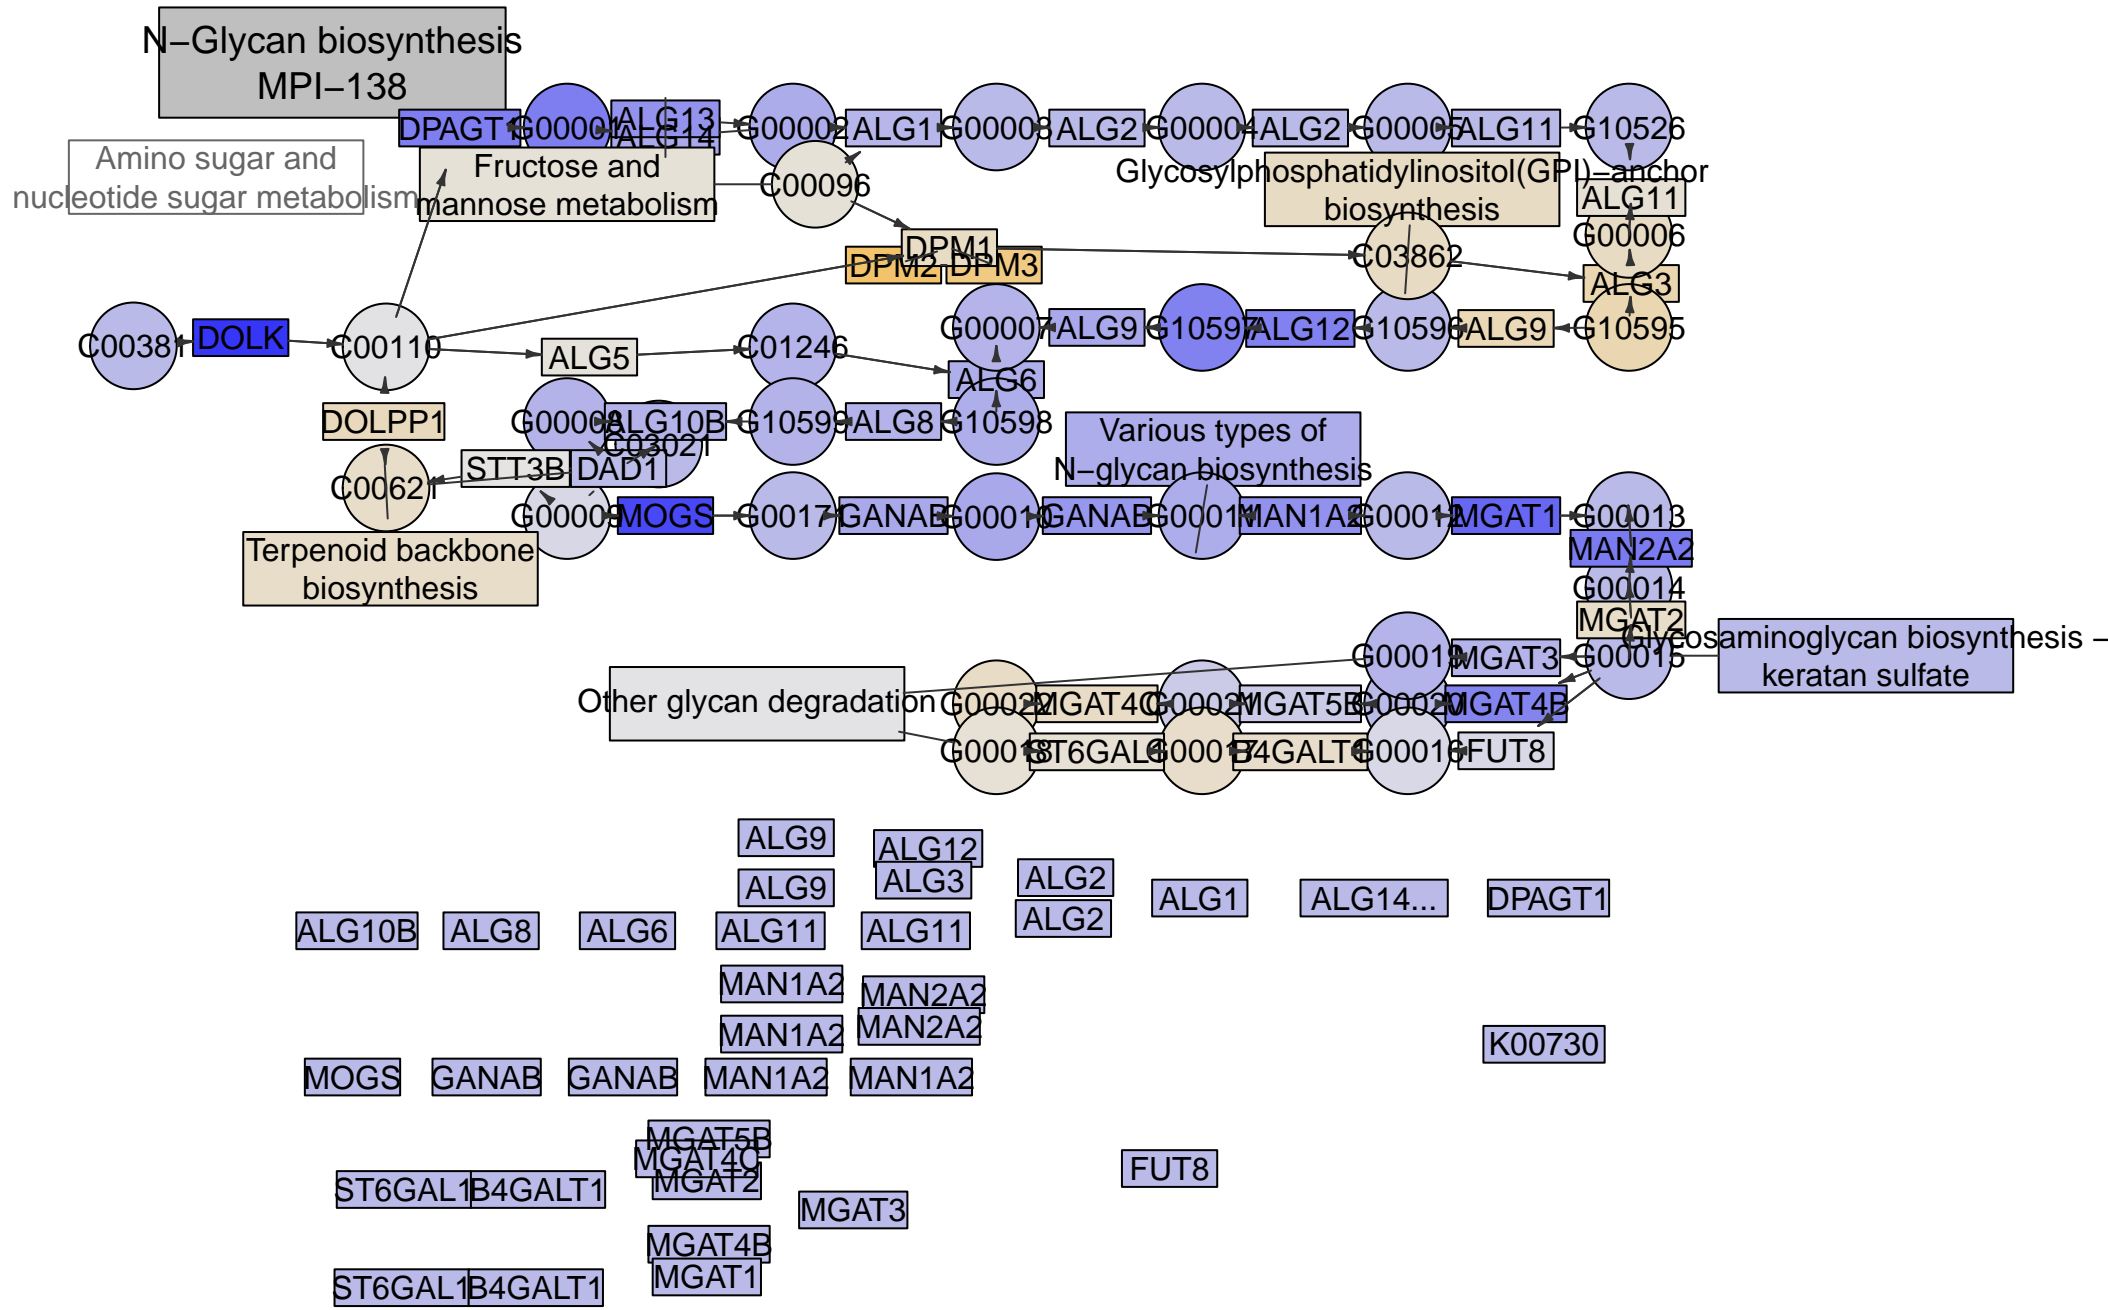 N−Glycan biosynthesis
MPI−138
DPAGT1
G00001
ALG13
ALG14
G00002
ALG1
G00003
ALG2
G00004
ALG2
G00005
ALG11
G10526
Amino sugar and
nucleotide sugar metabolism
Fructose and
mannose metabolism
C00096
Glycosylphosphatidylinositol(GPI)−anchor
biosynthesis
ALG11
G00006
DPM1
DPM2
DPM3
C03862
ALG3
C00381
DOLK
C00110
ALG5
C01246
G00007
ALG9
G10597
ALG12
G10596
ALG9
G10595
ALG6
DOLPP1
G00008
ALG10B
C03021
G10599
ALG8
G10598
Various types of
N−glycan biosynthesis
C00621
STT3B
DAD1
G00009
MOGS
G00171
GANAB
G00010
GANAB
G00011
MAN1A2
G00012
MGAT1
G00013
MAN2A2
Terpenoid backbone
biosynthesis
G00014
MGAT2
G00019
MGAT3
G00015
Glycosaminoglycan biosynthesis −
keratan sulfate
Other glycan degradation
G00022
MGAT4C
G00021
MGAT5B
G00020
MGAT4B
G00018
ST6GAL1
G00017
B4GALT1
G00016
FUT8
ALG9
ALG12
ALG9
ALG3
ALG2
ALG1
ALG14...
DPAGT1
ALG10B
ALG8
ALG6
ALG11
ALG11
ALG2
MAN1A2
MAN2A2
MAN1A2
MAN2A2
K00730
MOGS
GANAB
GANAB
MAN1A2
MAN1A2
MGAT5B
MGAT4C
MGAT2
FUT8
ST6GAL1
B4GALT1
MGAT3
MGAT4B
MGAT1
ST6GAL1
B4GALT1